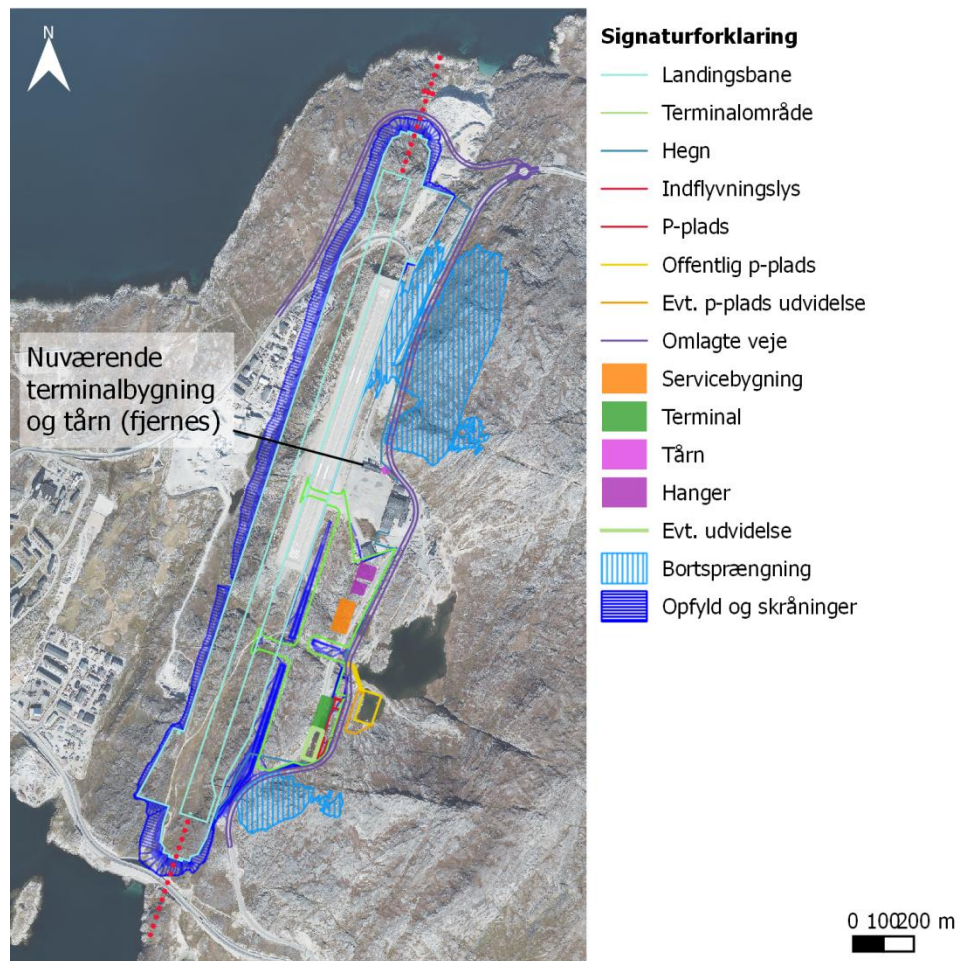 N
Nuværende
terminalbygning
og tårn (fjernes)
Signaturforklaring
Landingsbane
Terminalområde
Hegn
Indflyvningslys
P-plads
Offentlig p-plads
Evt. p-plads udvidelse
Omlagte veje
Servicebygning
Terminal
Tårn
Hanger
Evt. udvidelse
Bortsprængning
Opfyld og skråninger
0 100200 m